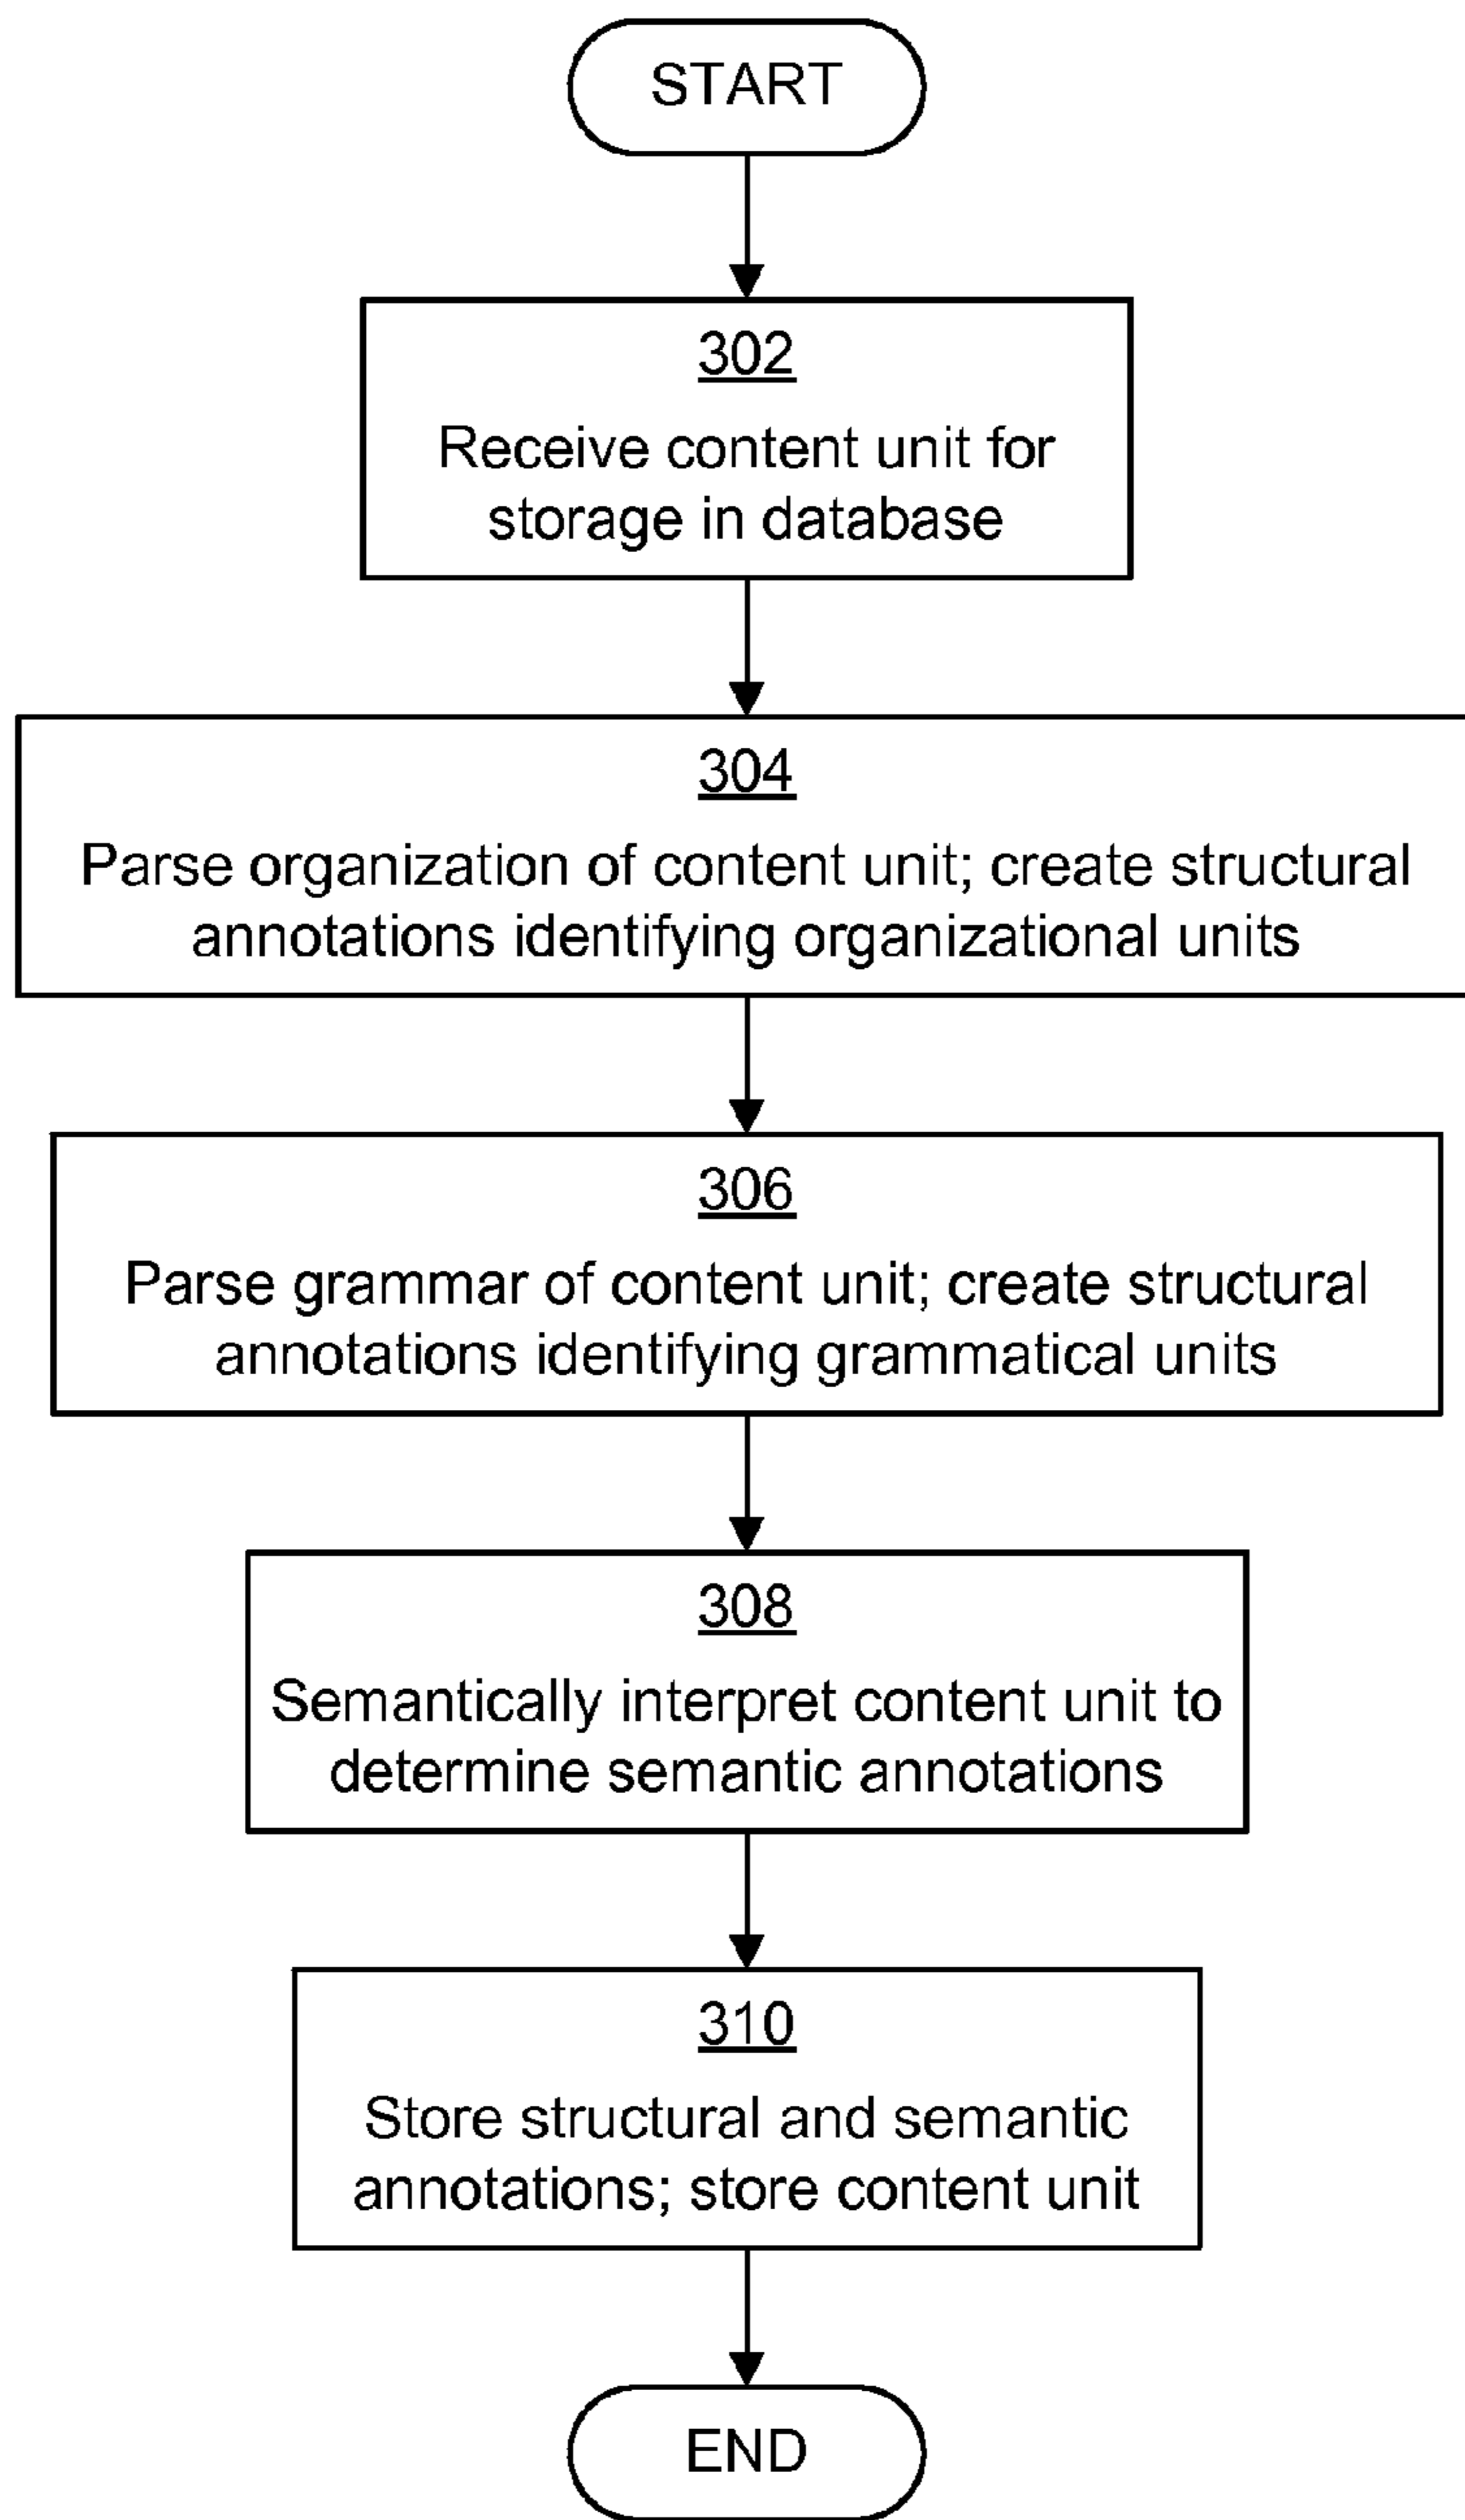 START
302
Receive content unit for
storage in database
304
Parse organization of content unit; create structural
annotations identifying organizational units
306
Parse grammar of content unit; create structural
annotations identifying grammatical units
308
Semantically interpret content unit to
determine semantic annotations
310
Store structural and semantic
annotations; store content unit
END